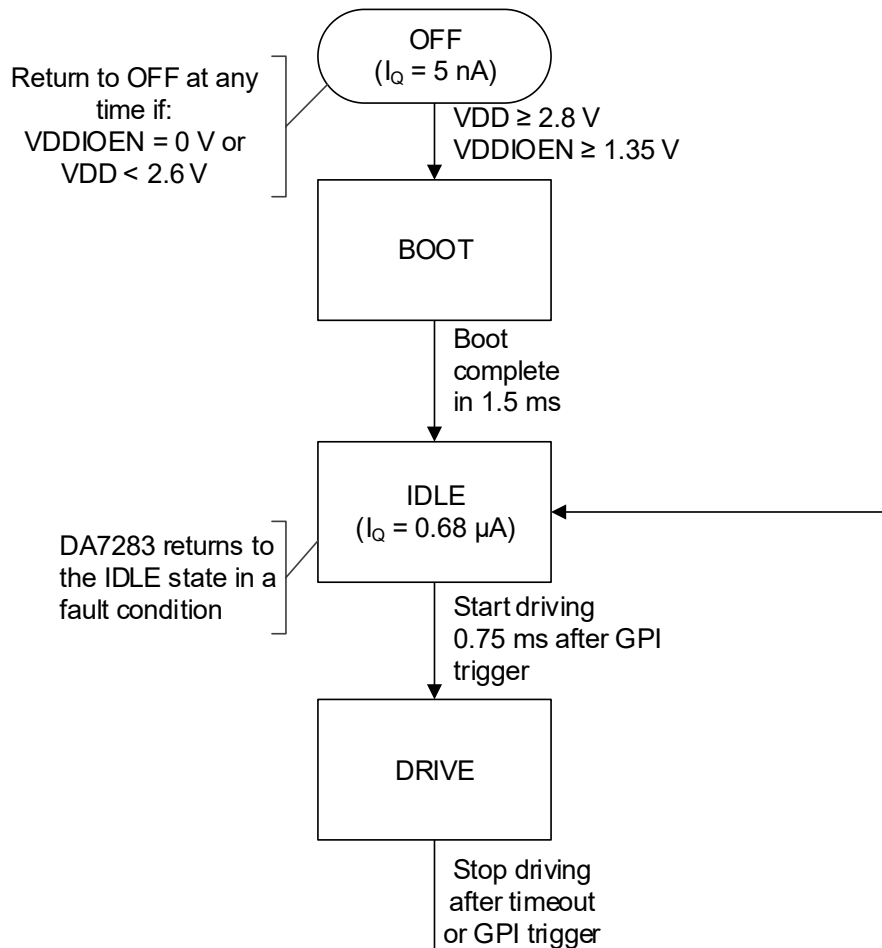 OFF
(IQ = 5 nA)
Return to OFF at any
time if:
VDDIOEN = 0 V or
VDD < 2.6 V
VDD ≥ 2.8 V
VDDIOEN ≥ 1.35 V
BOOT
Boot
complete
in 1.5 ms
IDLE
(IQ = 0.68 µA)
DA7283 returns to
the IDLE state in a
fault condition
Start driving
0.75 ms after GPI
trigger
DRIVE
Stop driving
after timeout
or GPI trigger